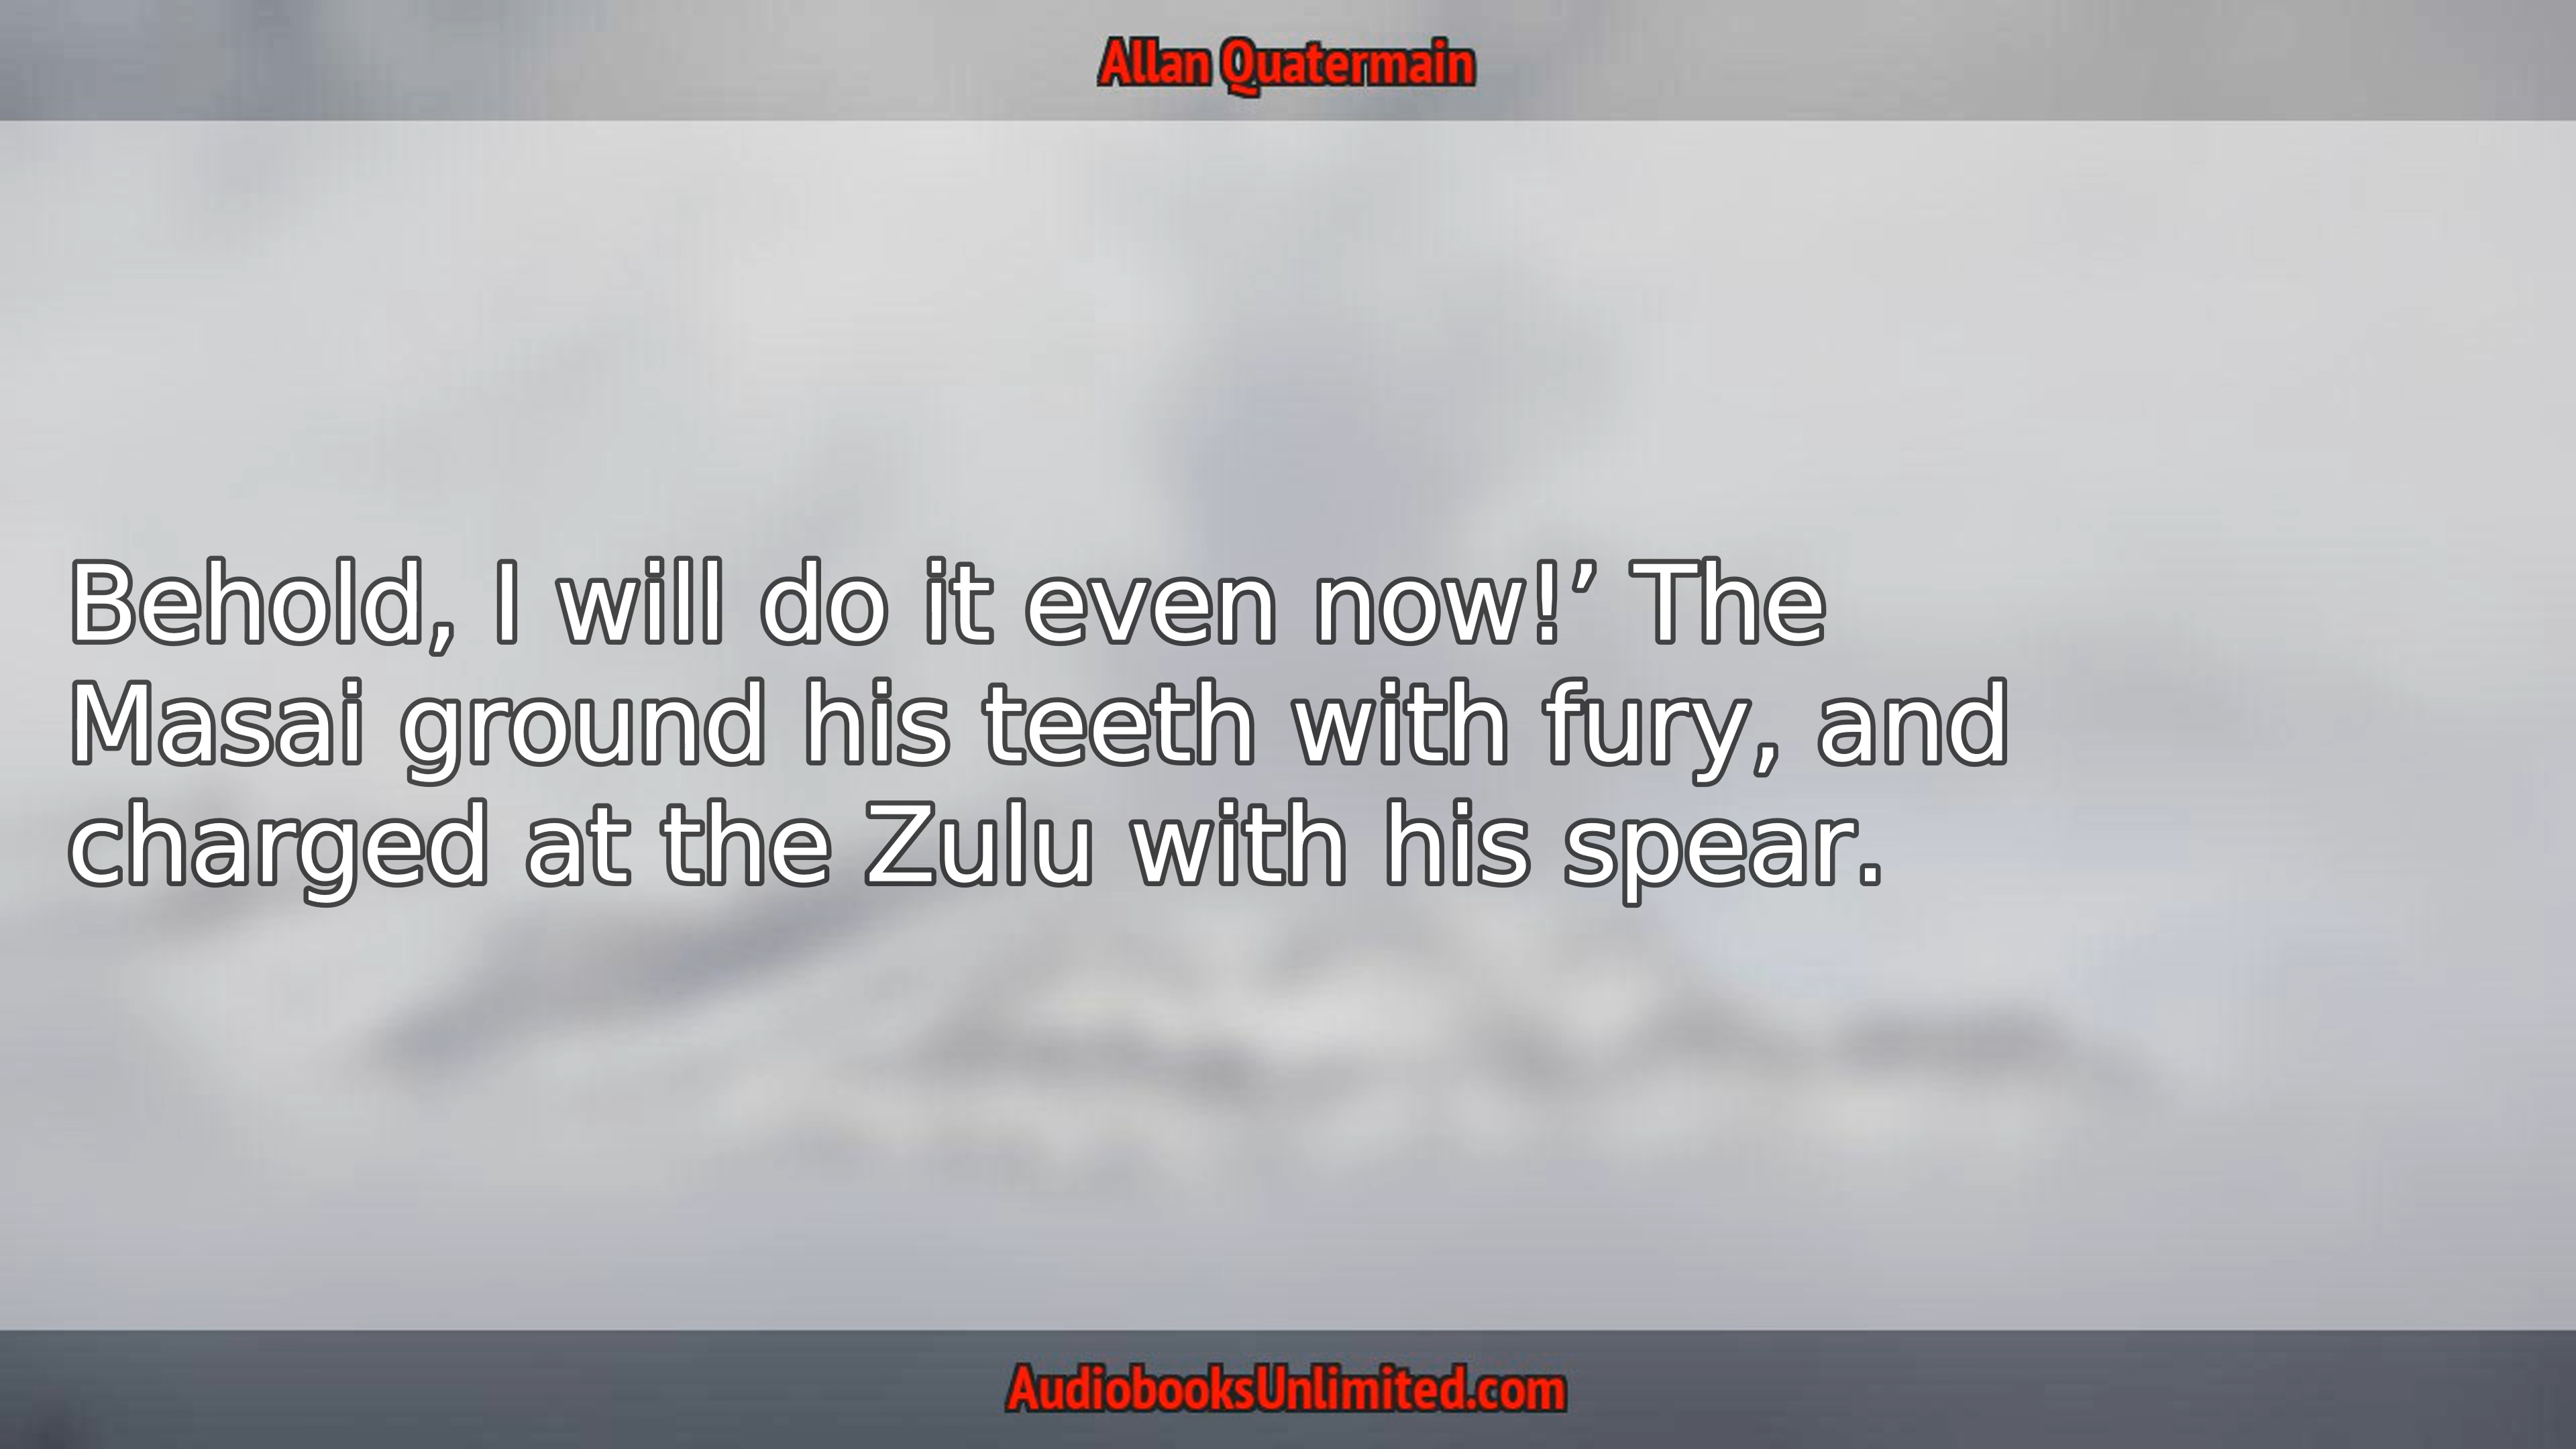 Allan Quatermain
Behold, I will do it even now!’ The
Masai ground his teeth with fury, and
charged at the Zulu with his spear.
AudiobooksUnlimited.com